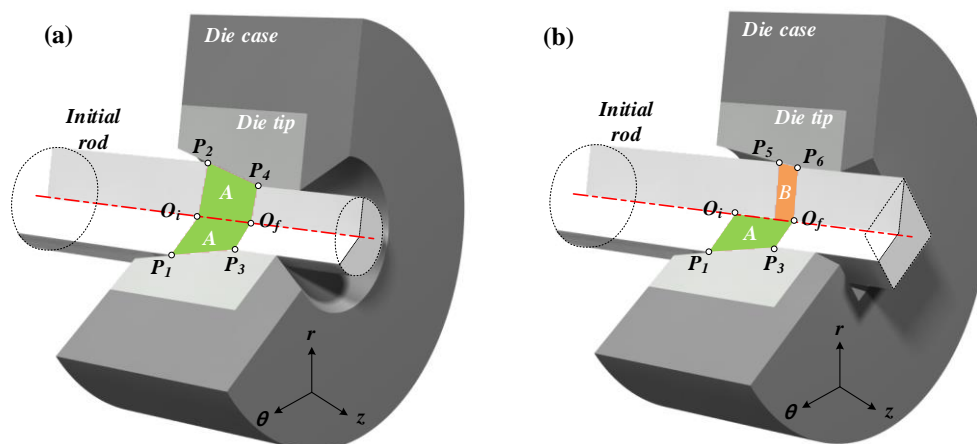 (a)
Die case
Die tip
Initial
rod
P2
P4
A
Oi
Of
A
P1
P3
r
θ
z
(b)
Die case
Die tip
Initial
rod
P5
P6
B
Oi
Of
A
P1
P3
r
θ
z